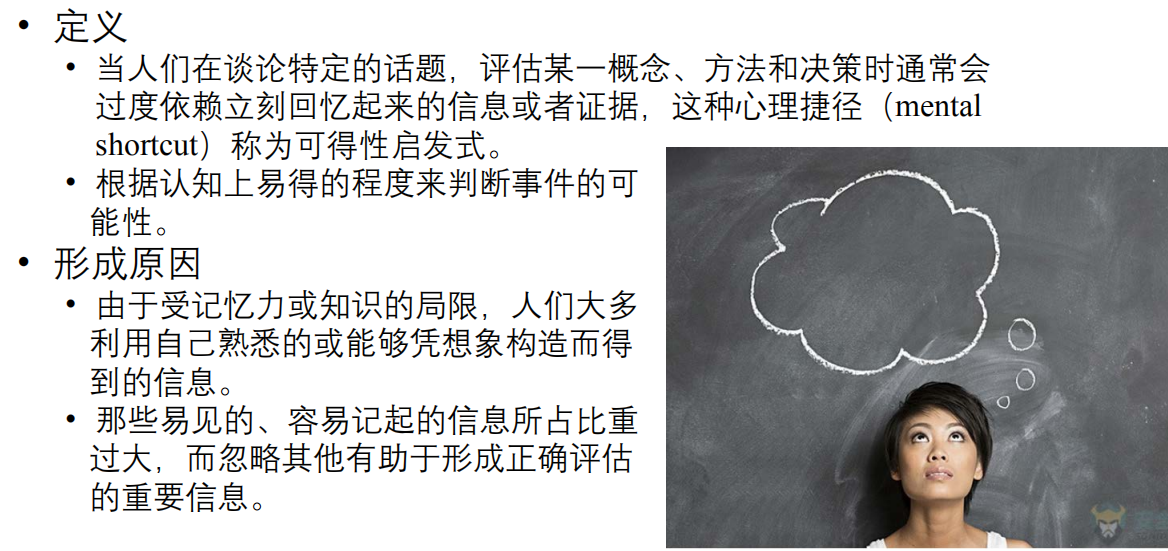 • 定义
• 当人们在谈论特定的话题，评估某一概念、方法和决策时通常会
过度依赖立刻回忆起来的信息或者证据，这种心理捷径（mental
shortcut）称为可得性启发式。
• 根据认知上易得的程度来判断事件的可
能性。
• 形成原因
• 由于受记忆力或知识的局限，人们大多
利用自己熟悉的或能够凭想象构造而得
到的信息。
• 那些易见的、容易记起的信息所占比重
过大，而忽略其他有助于形成正确评估
的重要信息。